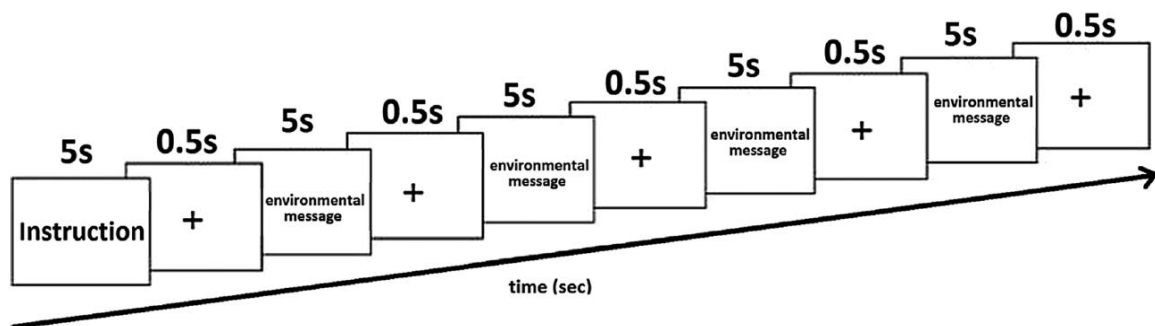 5s
Instruction
0.5s
+
5s
environmental
message
0.5s
+
5s
environmental
message
0.5s
+
5s
environmental
message
0.5s
+
5s
environmental
message
0.5s
+
time (sec)